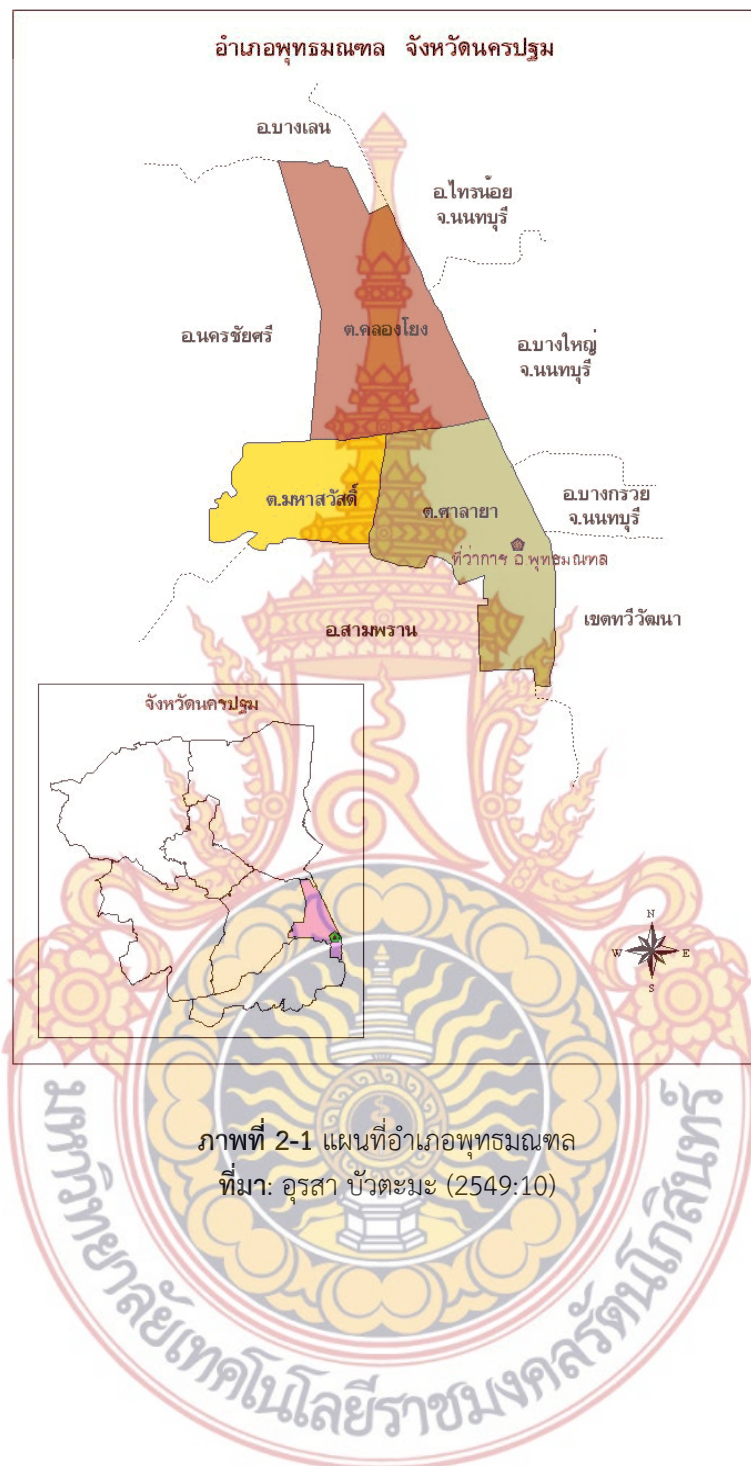 อำเภอพุทธมณฑล จังหวัดนครปฐม
อ.บางเลน
อ.ไทรน้อย
จ.นนทบุรี
อ.นครชัยศรี
ต.คลองโยง
อ.บางใหญ่
จ.นนทบุรี
ต.มหาสวัสดิ์
ต.ศาลายา
อ.บางกรวย
จ.นนทบุรี
ที่ว่าการ อ.พุทธมณฑล
อ.สามพราน
เขตทวีวัฒนา
จังหวัดนครปฐม
N
W E
S
ภาพที่ 2-1 แผนที่อำเภอพุทธมณฑล
ที่มา: อุรสา บัวตะมะ (2549:10)
มหาวิทยาลัยเทคโนโลยีราชมงคลรัตนโกสินทร์